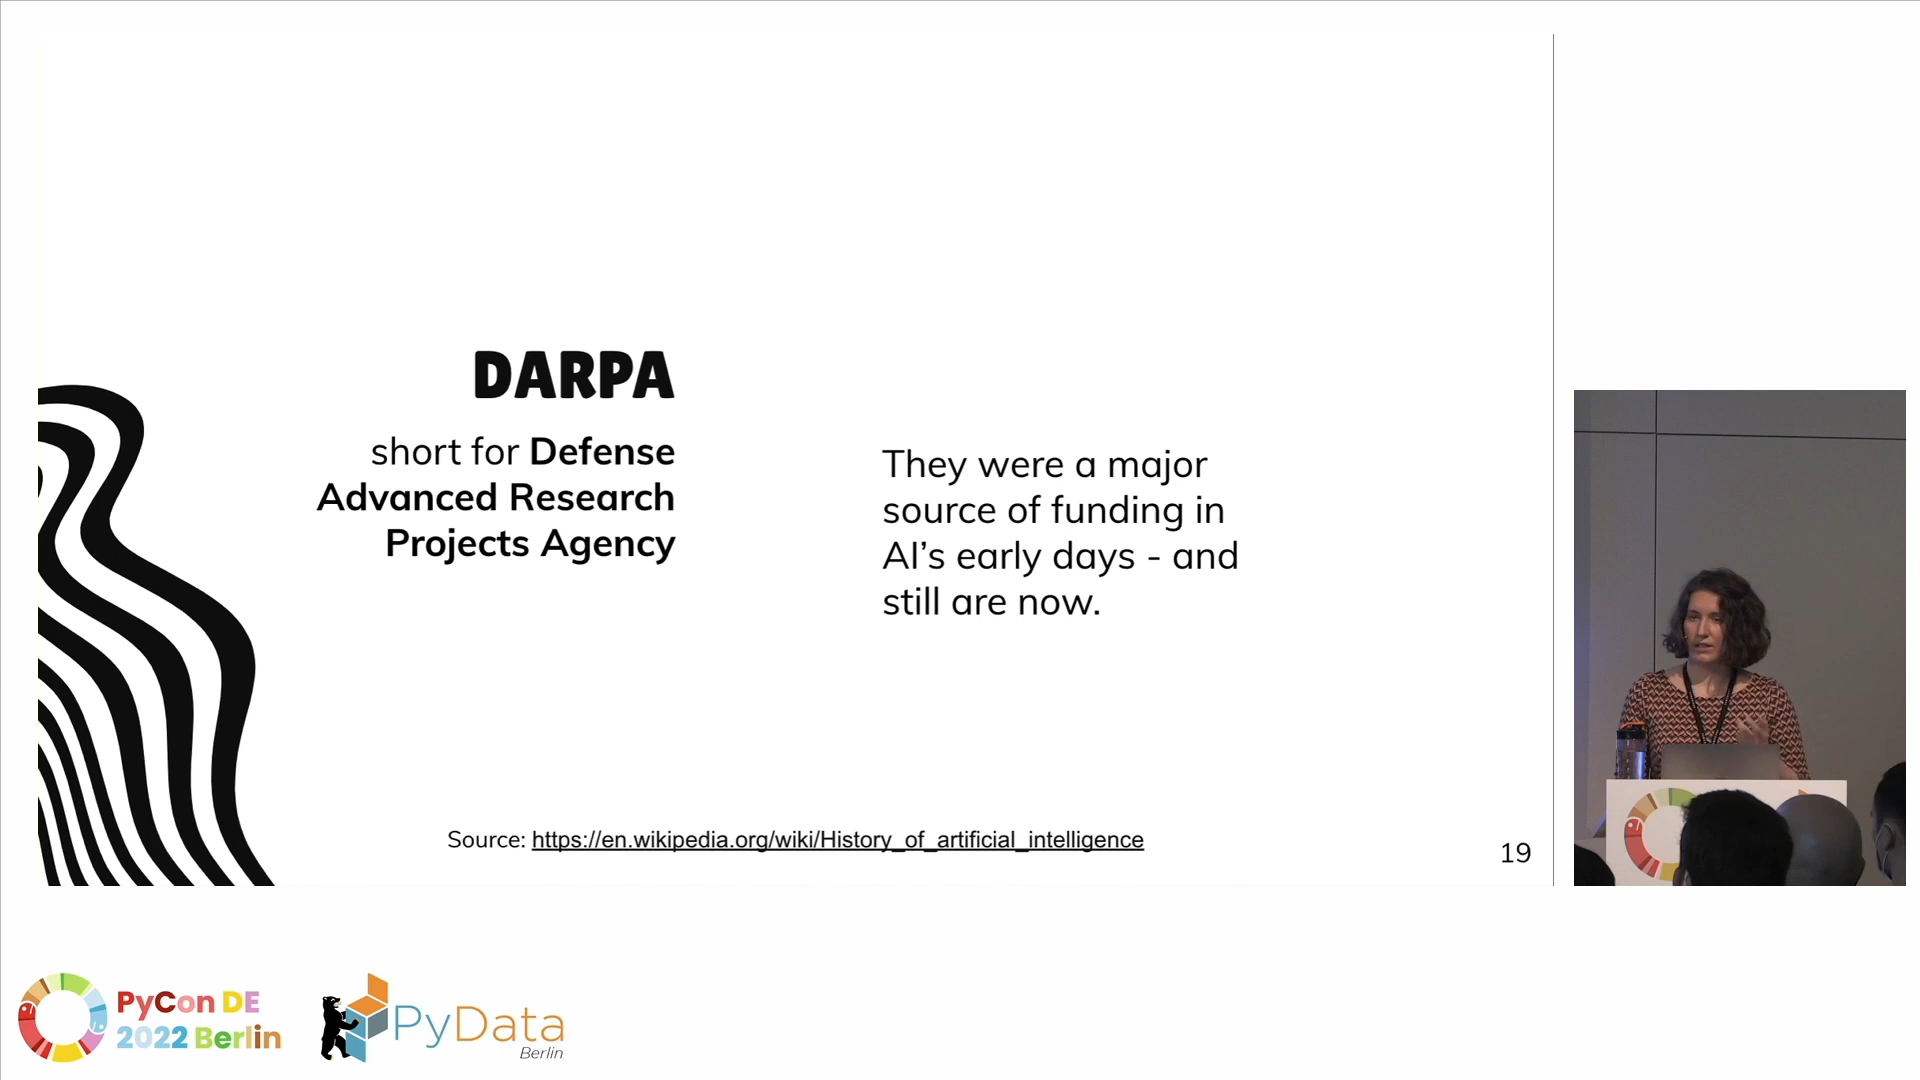 DARPA
short for Defense
Advanced Research
Projects Agency
They were a major
source of funding in
AI’s early days - and
still are now.
Source: https://en.wikipedia.org/wiki/History_of_artificial_intelligence
19
PyCon DE
2022 Berlin
PyData
Berlin